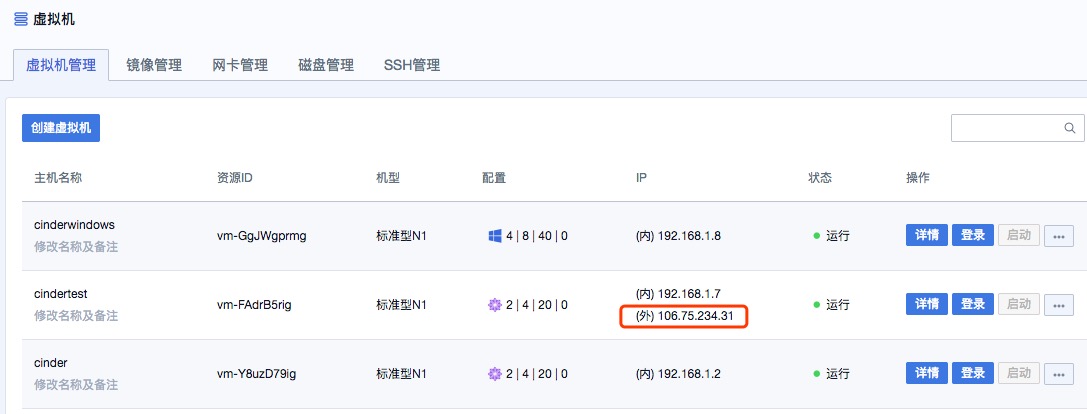 虚拟机
虚拟机管理 镜像管理 网卡管理 磁盘管理 SSH管理
创建虚拟机
主机名称 资源ID 机型 配置 IP 状态 操作
cinderwindows
修改名称及备注
vm-GgJWgprmg 标准型N1 4 | 8 | 40 | 0 (内) 192.168.1.8 运行 详情 登录 启动 ...
cindertest
修改名称及备注
vm-FAdrB5rig 标准型N1 2 | 4 | 20 | 0 (内) 192.168.1.7
(外) 106.75.234.31
运行 详情 登录 启动 ...
cinder
修改名称及备注
vm-Y8uzD79ig 标准型N1 2 | 4 | 20 | 0 (内) 192.168.1.2 运行 详情 登录 启动 ...